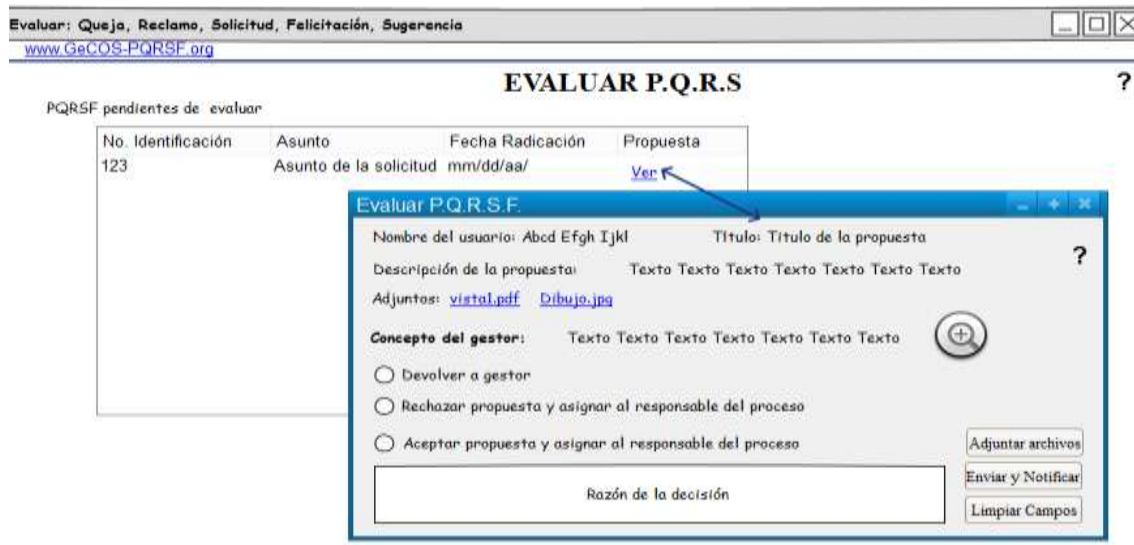 Evaluar: Queja, Reclamo, Solicitud, Felicitación, Sugerencia
www.GeCOS-PQRSF.org
EVALUAR P.Q.R.S
?
PQRSF pendientes de evaluar
No. Identificación Asunto Fecha Radicación Propuesta
123 Asunto de la solicitud mm/dd/aa/ Ver
Evaluar P.Q.R.S.F.
Nombre del usuario: Abcd Efgh Ijkl Título: Titulo de la propuesta
?
Descripción de la propuesta: Texto Texto Texto Texto Texto Texto Texto
Adjuntos: vista1.pdf Dibujo.jpg
Concepto del gestor: Texto Texto Texto Texto Texto Texto Texto
Devolver a gestor
Rechazar propuesta y asignar al responsable del proceso
Aceptar propuesta y asignar al responsable del proceso
Adjuntar archivos
Razón de la decisión
Enviar y Notificar
Limpiar Campos